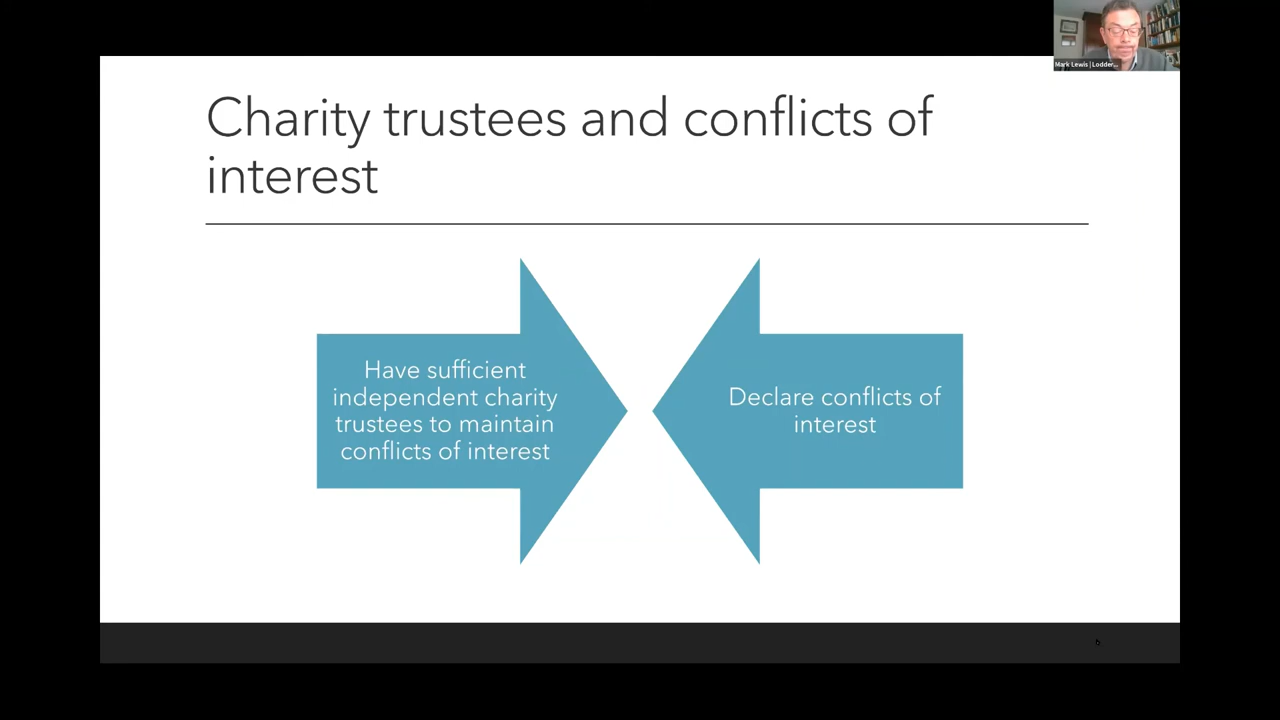 Mark Lewis | Lodder...
Charity trustees and conflicts of
interest
Have sufficient
independent charity
trustees to maintain
conflicts of interest
Declare conflicts of
interest